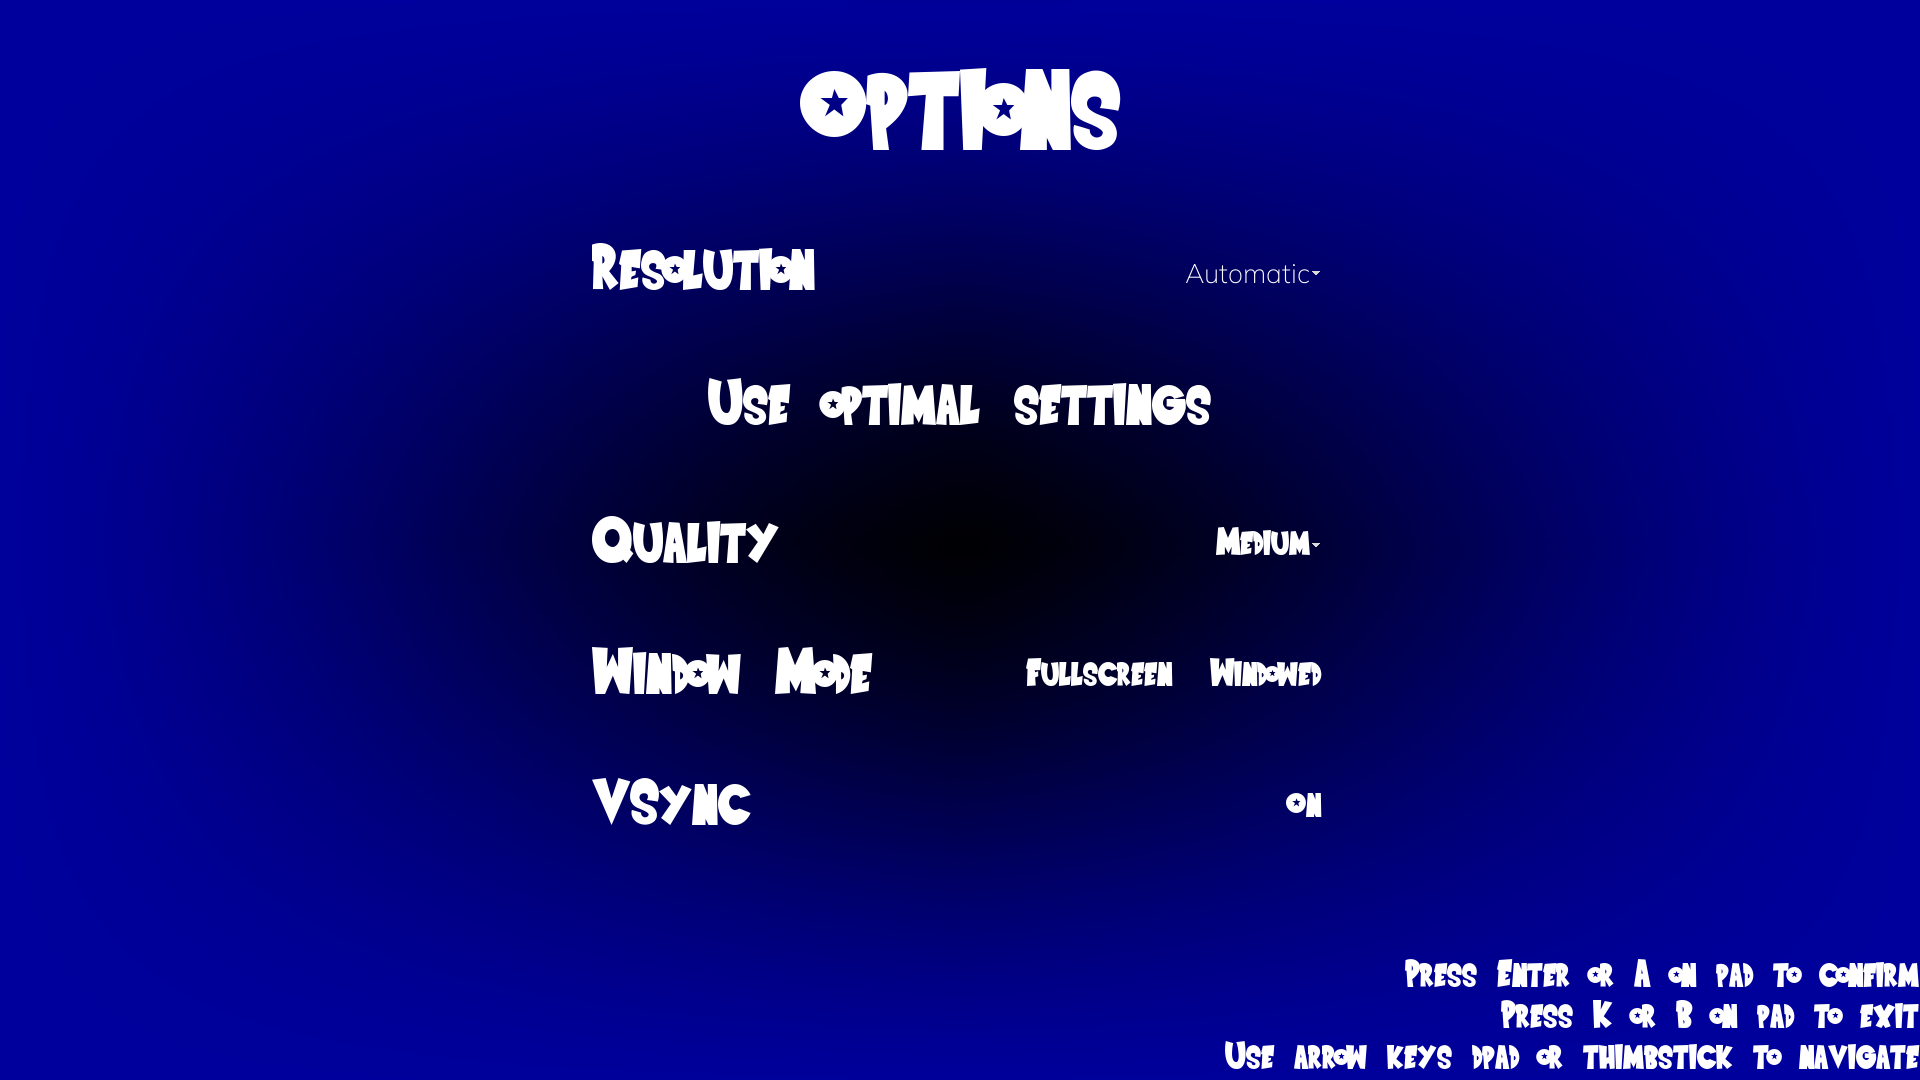 Options
Resolution Automatic
Use optimal settings
Quality Medium
Window Mode Fullscreen Windowed
VSync on
Press Enter or A on pad to confirm
Press K or B on pad to exit
Use arrow keys dpad or thimbstick to navigate